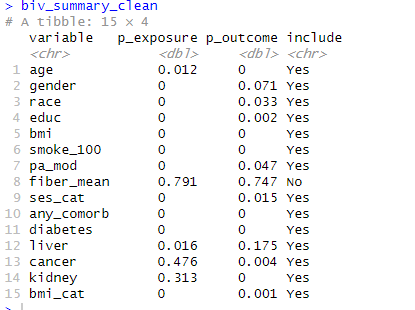 > biv_summary_clean
# A tibble: 15 × 4
variable p_exposure p_outcome include
<chr> <dbl> <dbl> <chr>
1 age 0.012 0 Yes
2 gender 0 0.071 Yes
3 race 0 0.033 Yes
4 educ 0 0.002 Yes
5 bmi 0 0 Yes
6 smoke_100 0 0 Yes
7 pa_mod 0 0.047 Yes
8 fiber_mean 0.791 0.747 No
9 ses_cat 0 0.015 Yes
10 any_comorb 0 0 Yes
11 diabetes 0 0 Yes
12 liver 0.016 0.175 Yes
13 cancer 0.476 0.004 Yes
14 kidney 0.313 0 Yes
15 bmi_cat 0 0.001 Yes
>